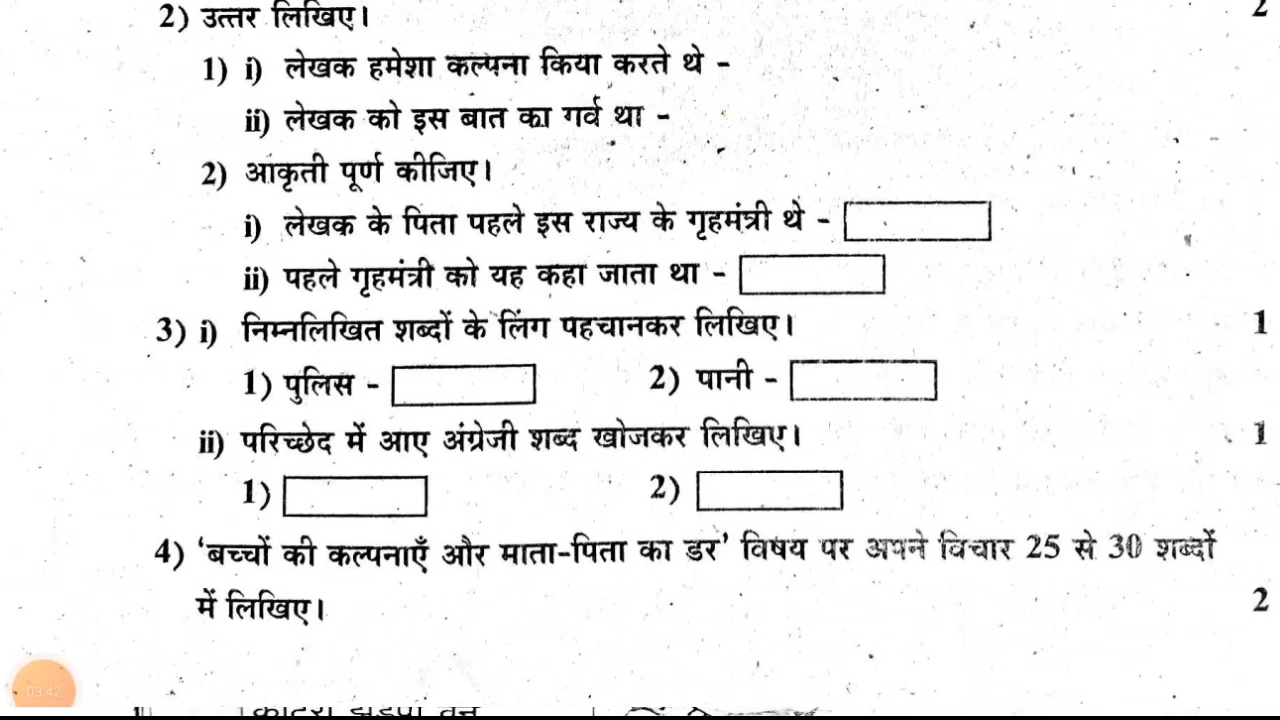 2) उत्तर लिखिए। 2
1) i) लेखक हमेशा कल्पना किया करते थे -
ii) लेखक को इस बात का गर्व था -
2) आकृती पूर्ण कीजिए।
i) लेखक के पिता पहले इस राज्य के गृहमंत्री थे -
ii) पहले गृहमंत्री को यह कहा जाता था -
3) i) निम्नलिखित शब्दों के लिंग पहचानकर लिखिए। 1
1) पुलिस - 2) पानी -
ii) परिच्छेद में आए अंग्रेजी शब्द खोजकर लिखिए। 1
1) 2)
4) ‘बच्चों की कल्पनाएँ और माता-पिता का डर’ विषय पर अपने विचार 25 से 30 शब्दों
में लिखिए। 2
03:42